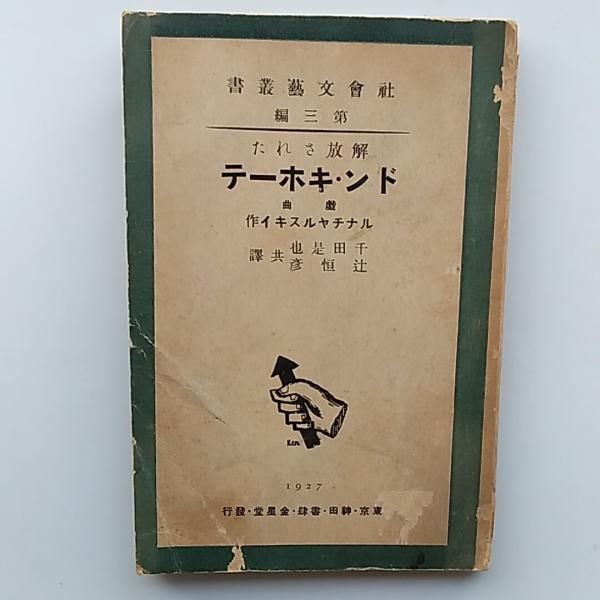 社會文藝叢書
第三編
解放された
ドン・キホーテ
戯曲
ルナチヤルスキイ作
千田是也
辻恒彦
共譯
Ken
1927
東京・神田・書肆・金星堂・發行